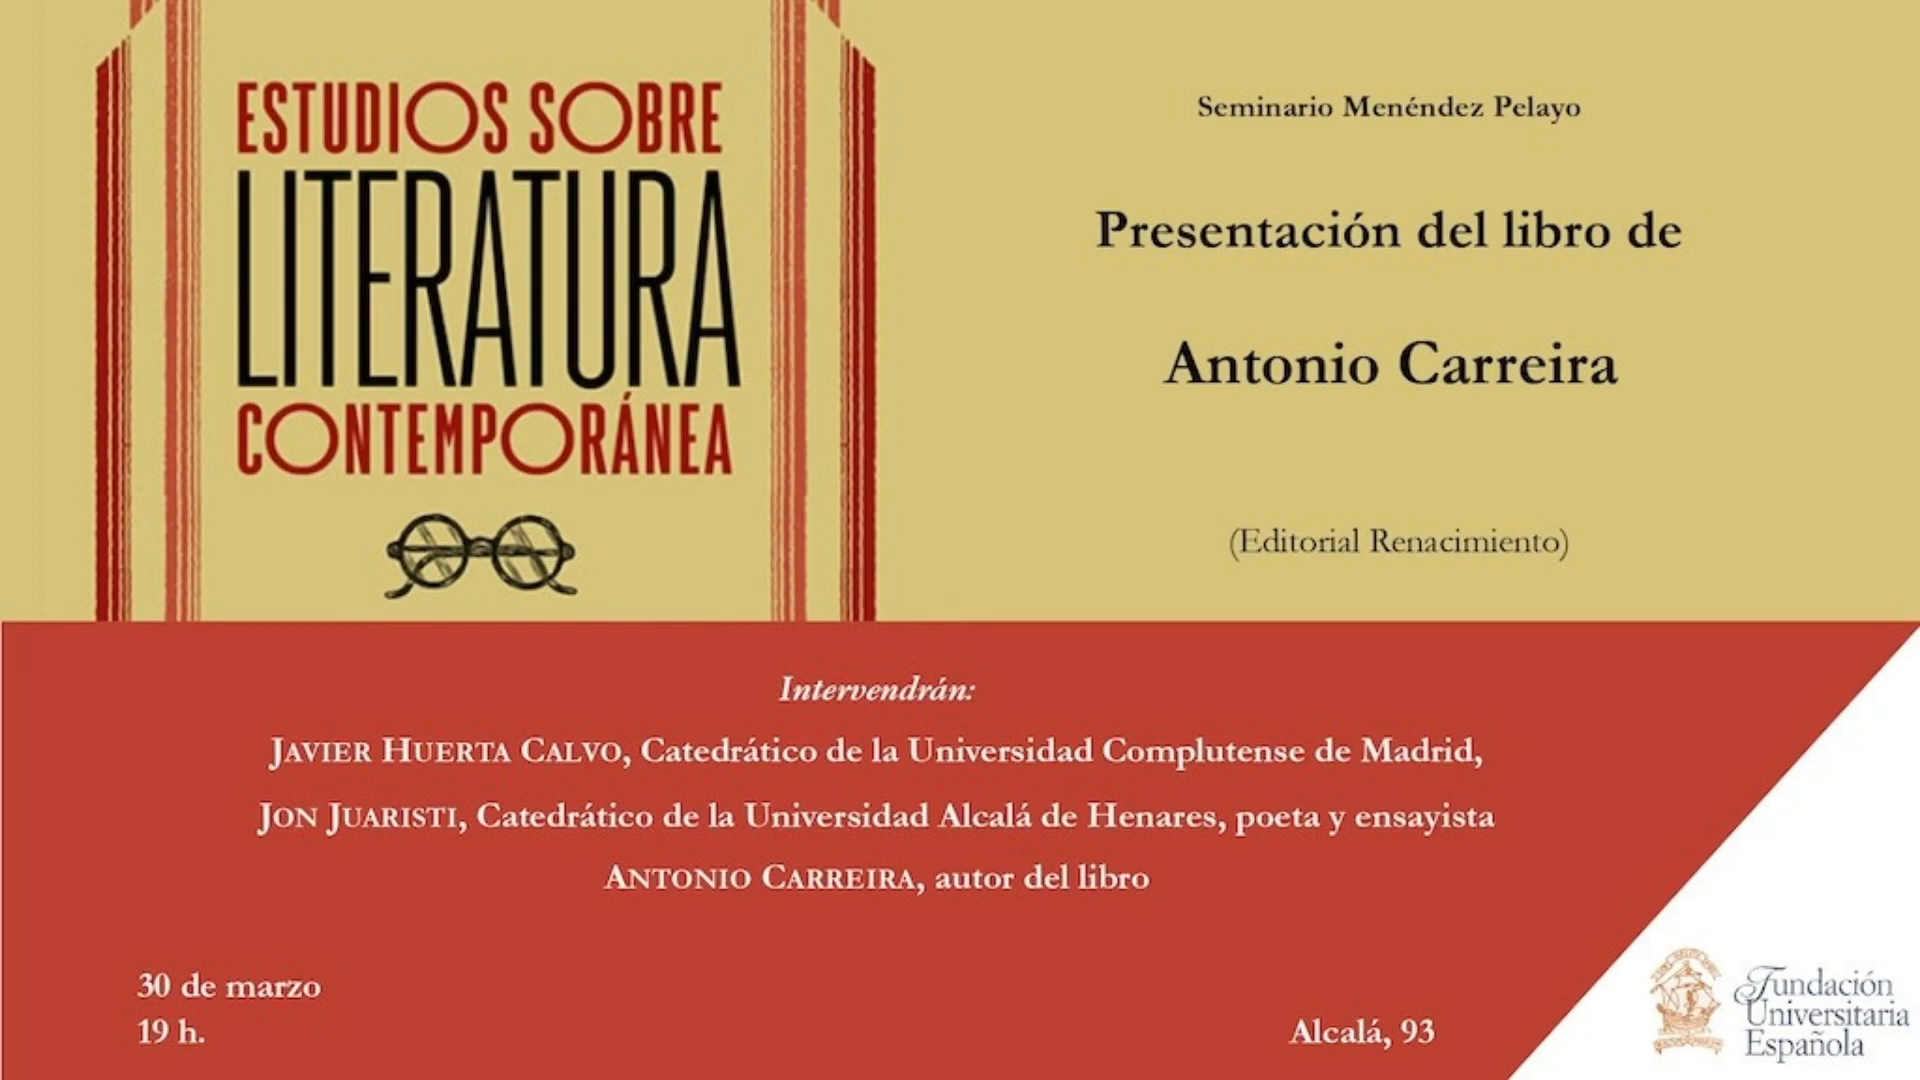 ESTUDIOS SOBRE
LITERATURA
CONTEMPORÁNEA
Seminario Menéndez Pelayo
Presentación del libro de
Antonio Carreira
(Editorial Renacimiento)
Intervendrán:
JAVIER HUERTA CALVO, Catedrático de la Universidad Complutense de Madrid,
JON JUARISTI, Catedrático de la Universidad Alcalá de Henares, poeta y ensayista
ANTONIO CARREIRA, autor del libro
30 de marzo
19 h.
Alcalá, 93
Fundación
Universitaria
Española